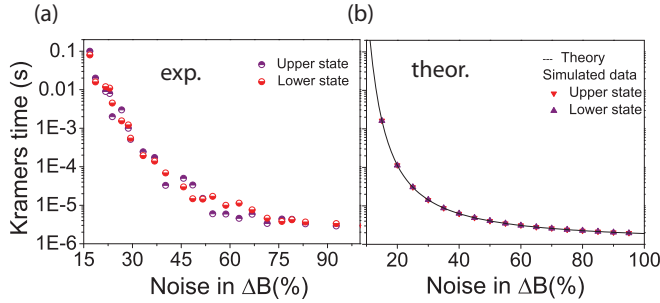 (a)
(b)
0.1
0.01
1E-3
1E-4
1E-5
1E-6
Kramers time (s)
exp.
Upper state
Lower state
15 30 45 60 75 90
Noise in ΔB(%)
theor.
--- Theory
Simulated data
Upper state
Lower state
20 40 60 80 100
Noise in ΔB(%)